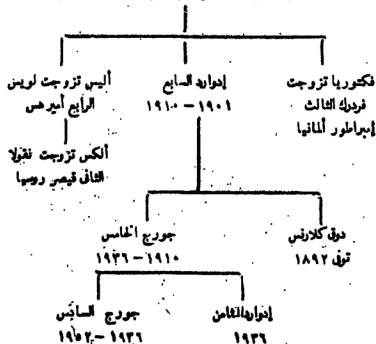 فكتوريا تزوجت
فردرك الثالث
إمبراطور ألمانيا
إدوارد السابع
١٩٠١ – ١٩١٠
أليس تزوجت لويس
الرابع أمير هس
ألكس تزوجت نقولا
الثاني قيصر روسيا
دوق كلارنس
توفى ١٨٩٢
جورج الخامس
١٩١٠ – ١٩٣٦
إدوارد الثامن
١٩٣٦
جورج السادس
١٩٣٦ – ١٩٥٢